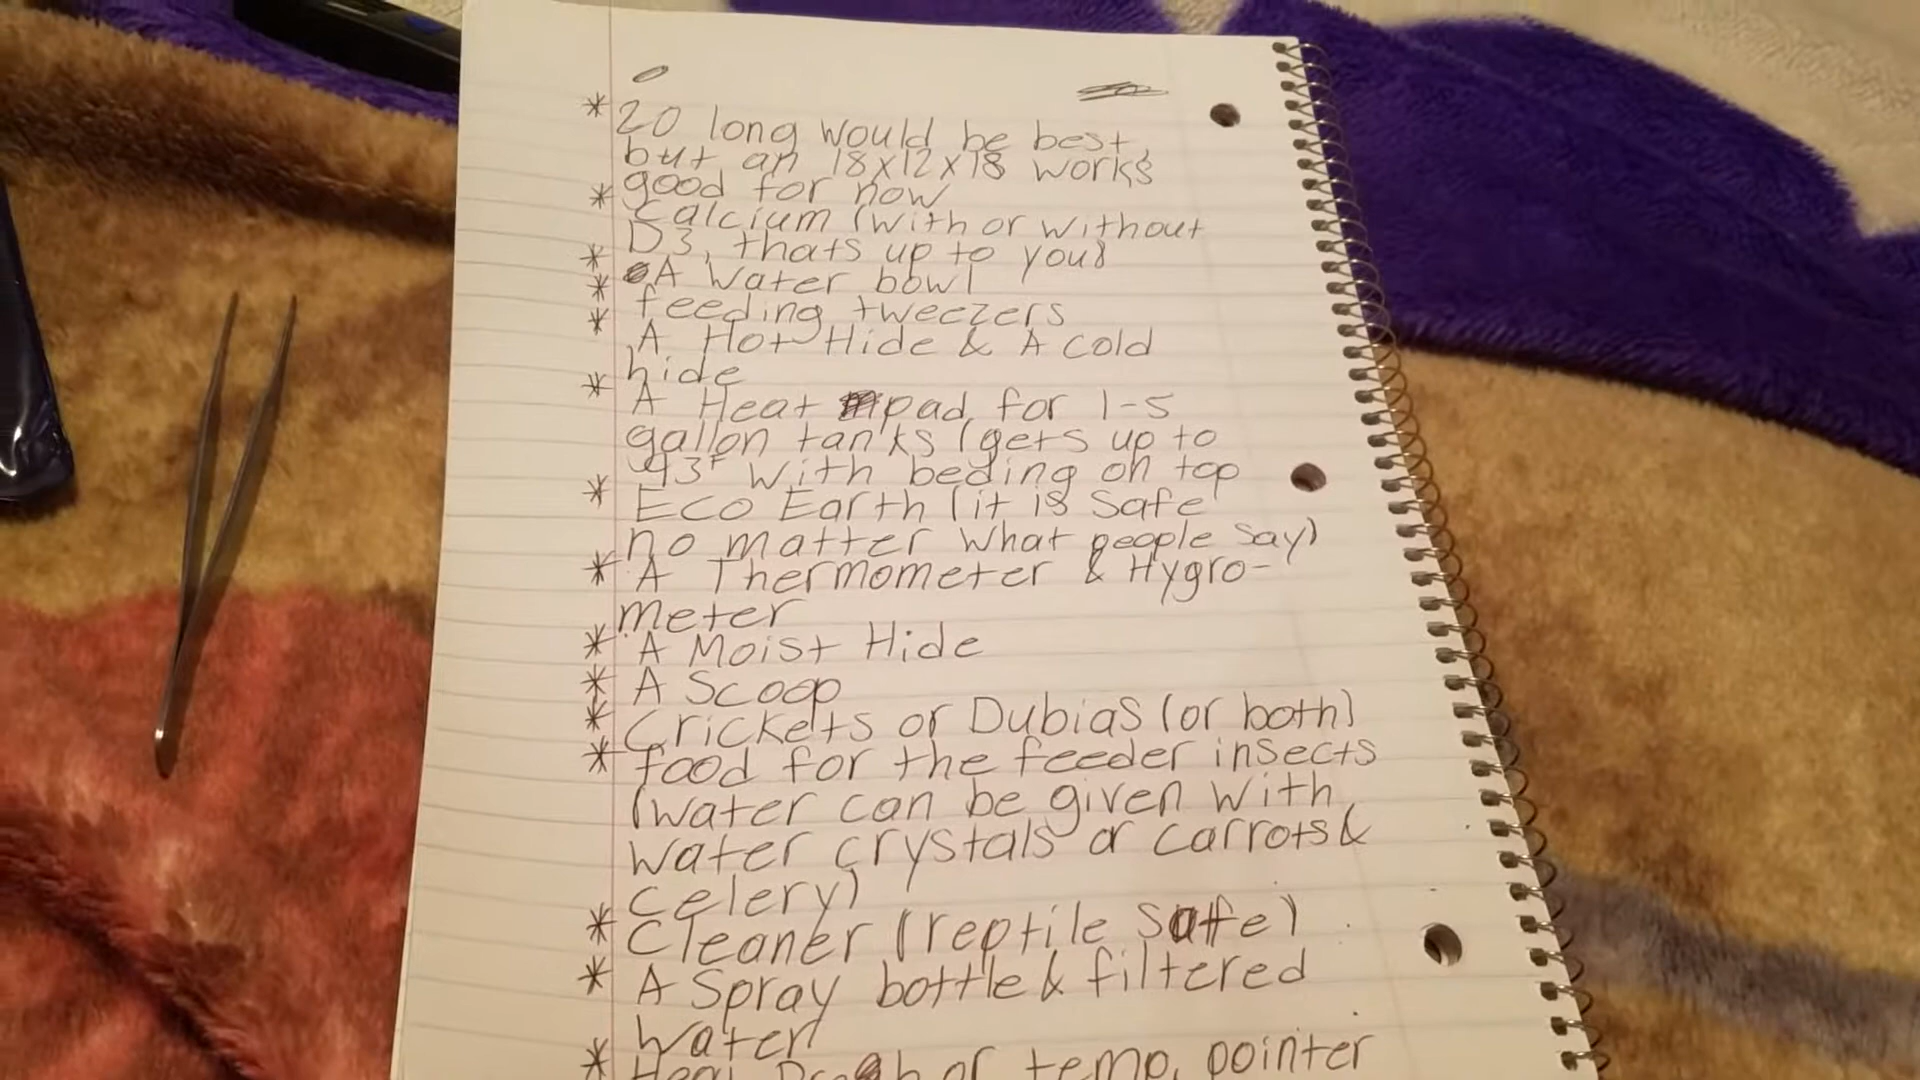 * 20 long would be best,
but an 18x12x18 works
good for now
* Calcium (with or without
D3, thats up to you)
* A Water bowl
* feeding tweezers
* A Hot Hide & A cold
hide
* A Heat pad for 1-5
gallon tanks (gets up to
93°F with beding on top
* Eco Earth (it is safe
no matter what people say)
* A Thermometer & Hygro-
meter
* A Moist Hide
* A Scoop
* Crickets or Dubias (or both)
* food for the feeder insects
(water can be given with
water crystals or carrots &
celery)
* Cleaner (reptile safe)
* A Spray bottle & filtered
water
* or temp. pointer